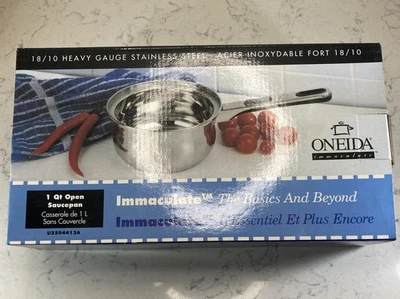 18/10 HEAVY GAUGE STAINLESS STEEL - ACIER INOXYDABLE FORT 18/10
ONEIDA
immaculate
1 Qt Open
Saucepan
Casserole de 1 L
Sans Couvercle
Immaculate™ The Basics And Beyond
Essentiel Et Plus Encore